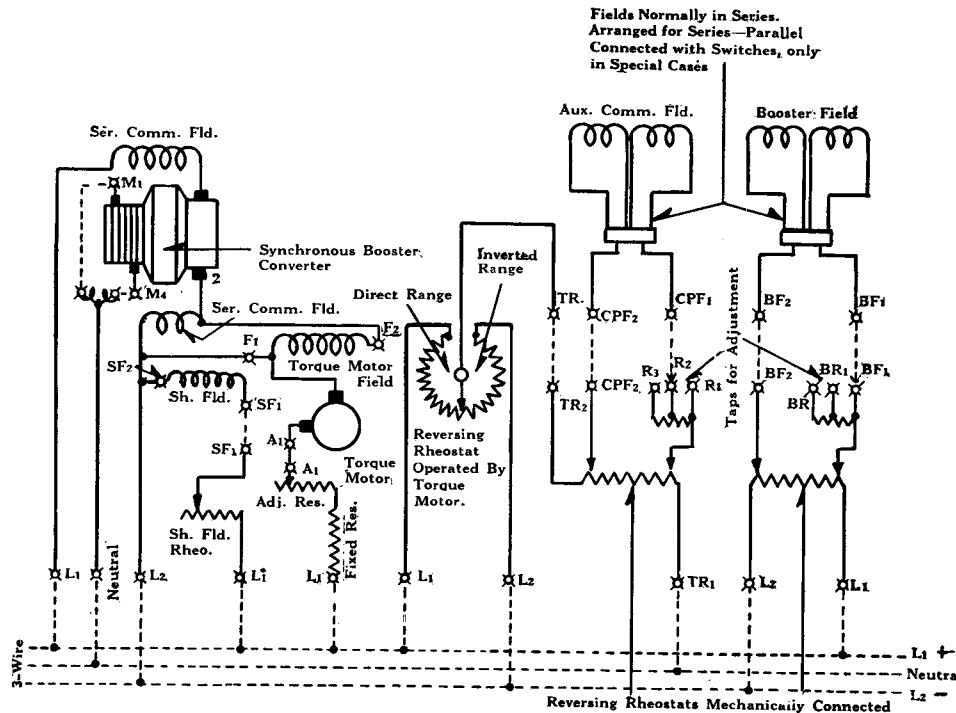 Fields Normally in Series.
Arranged for Series—Parallel
Connected with Switches, only
in Special Cases
Aux. Comm. Fld.
Booster Field
Ser. Comm. Fld.
M1
Synchronous Booster
Converter
2
M4
Ser. Comm. Fld.
Direct Range
Inverted
Range
F1
F2
Torque Motor
Field
SF2
Sh. Fld.
SF1
SF1
A1
A1
Torque
Motor
Adj. Res.
Fixed Res.
Sh. Fld.
Rheo.
Reversing
Rheostat
Operated By
Torque
Motor.
TR.
CPF2
CPF1
BF2
BF1
TR2
CPF2
R3
R2
R1
Taps for Adjustment
BF2
BR
BR1
BF1
L1
Neutral
L2
L1
L1
L1
L2
TR1
L2
L1
3-Wire
L1 +
Neutra
L2 −
Reversing Rheostats Mechanically Connected